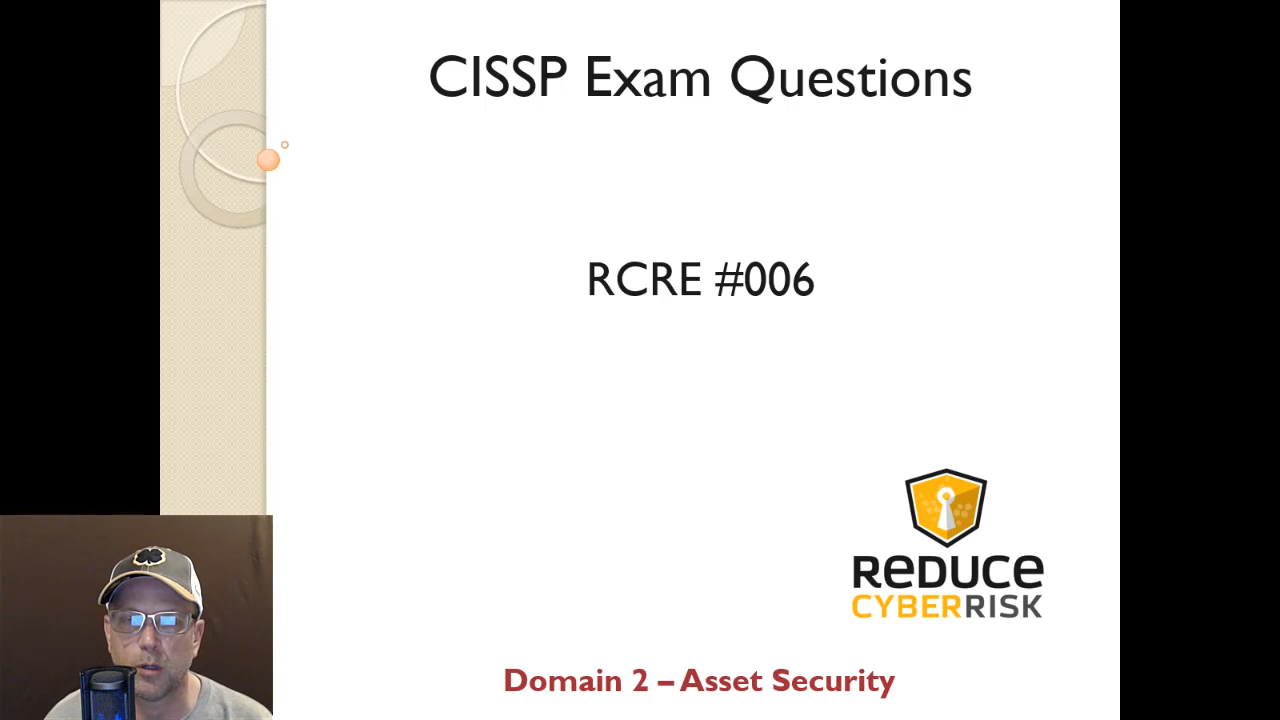 CISSP Exam Questions
RCRE #006
REDUCE
CYBERRISK
Domain 2 – Asset Security